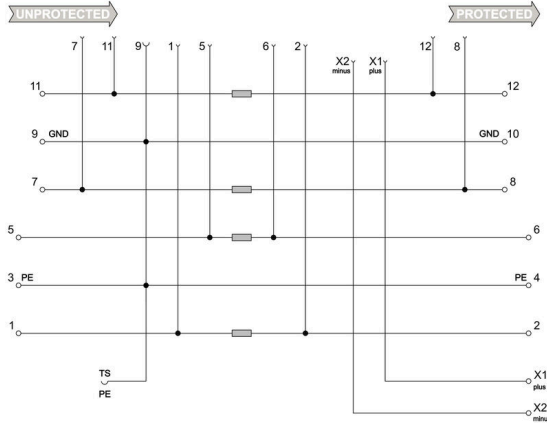 UNPROTECTED PROTECTED
7 11 9 1 5 6 2 X2 minus X1 plus 12 8
11 12
9 GND GND 10
7 8
5 6
3 PE PE 4
1 2
TS
PE
X1
plus
X2
minu